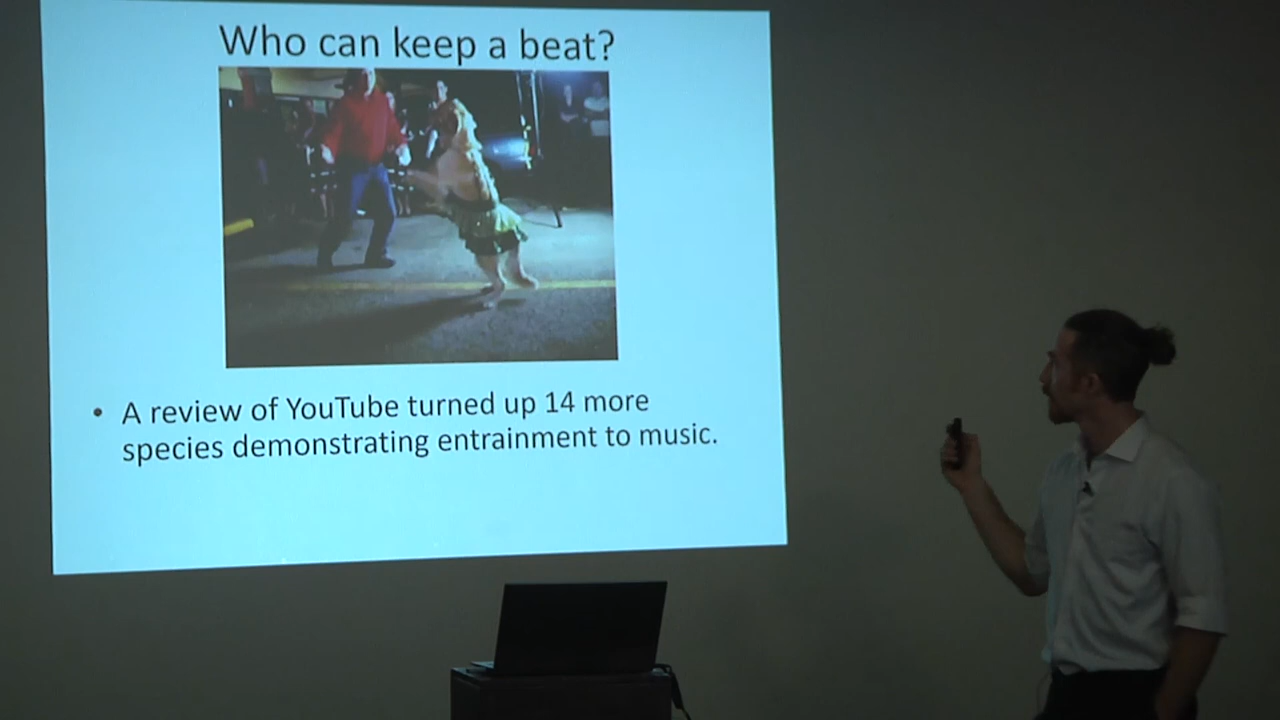 Who can keep a beat?
• A review of YouTube turned up 14 more
species demonstrating entrainment to music.